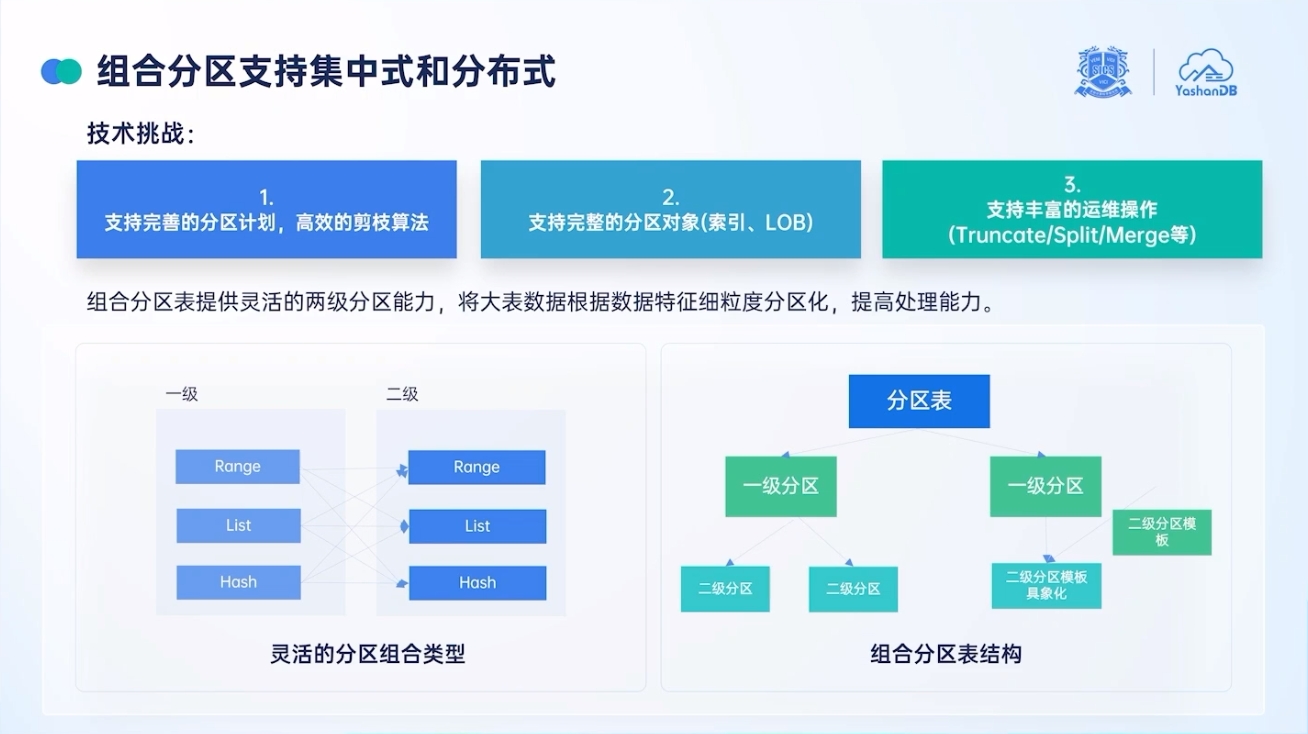 组合分区支持集中式和分布式
SICS
YashanDB
技术挑战：
1.
支持完善的分区计划，高效的剪枝算法
2.
支持完整的分区对象(索引、LOB)
3.
支持丰富的运维操作
(Truncate/Split/Merge等)
组合分区表提供灵活的两级分区能力，将大表数据根据数据特征细粒度分区化，提高处理能力。
一级
二级
Range
Range
List
List
Hash
Hash
灵活的分区组合类型
分区表
一级分区
一级分区
二级分区模
板
二级分区
二级分区
二级分区模板
具象化
组合分区表结构